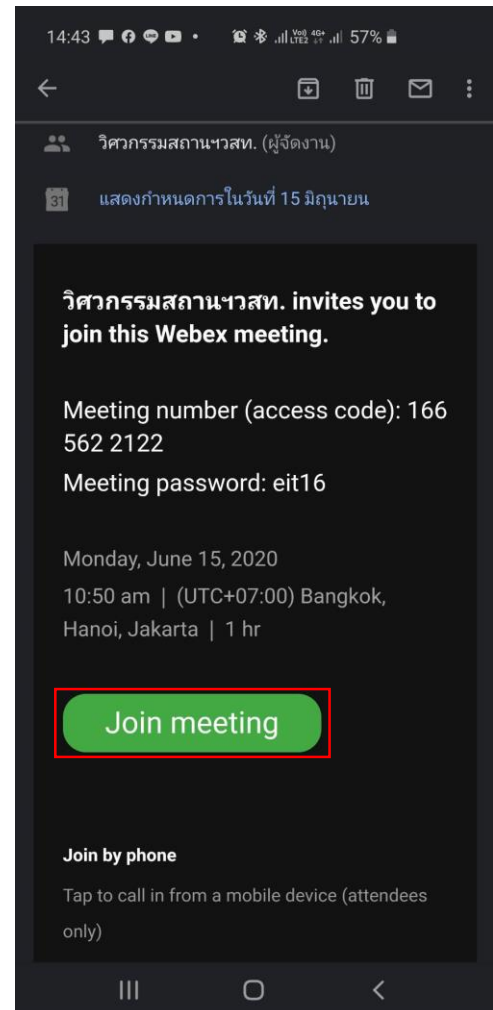 14:43 57%
วิศวกรรมสถานฯวสท. (ผู้จัดงาน)
31 แสดงกำหนดการในวันที่ 15 มิถุนายน
วิศวกรรมสถานฯวสท. invites you to
join this Webex meeting.
Meeting number (access code): 166
562 2122
Meeting password: eit16
Monday, June 15, 2020
10:50 am | (UTC+07:00) Bangkok,
Hanoi, Jakarta | 1 hr
Join meeting
Join by phone
Tap to call in from a mobile device (attendees
only)